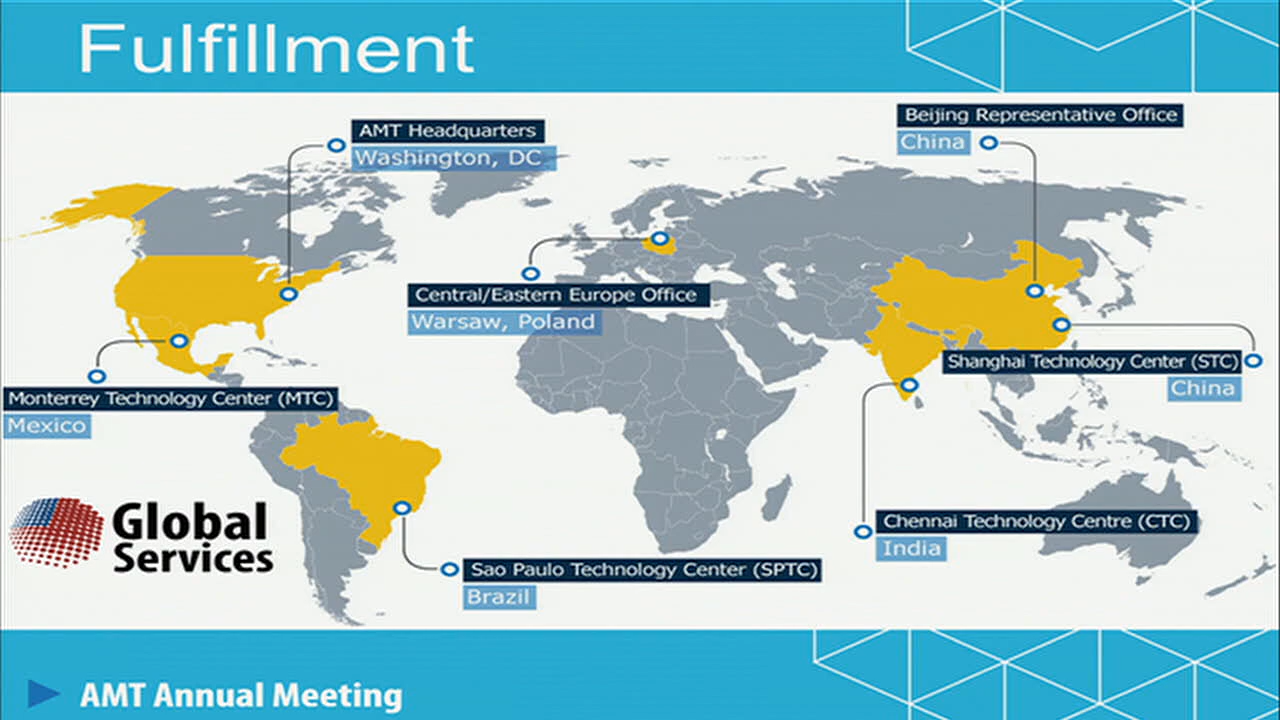 Fulfillment
AMT Headquarters
Washington, DC
Beijing Representative Office
China
Central/Eastern Europe Office
Warsaw, Poland
Shanghai Technology Center (STC)
China
Monterrey Technology Center (MTC)
Mexico
Global
Services
Chennai Technology Centre (CTC)
India
Sao Paulo Technology Center (SPTC)
Brazil
AMT Annual Meeting